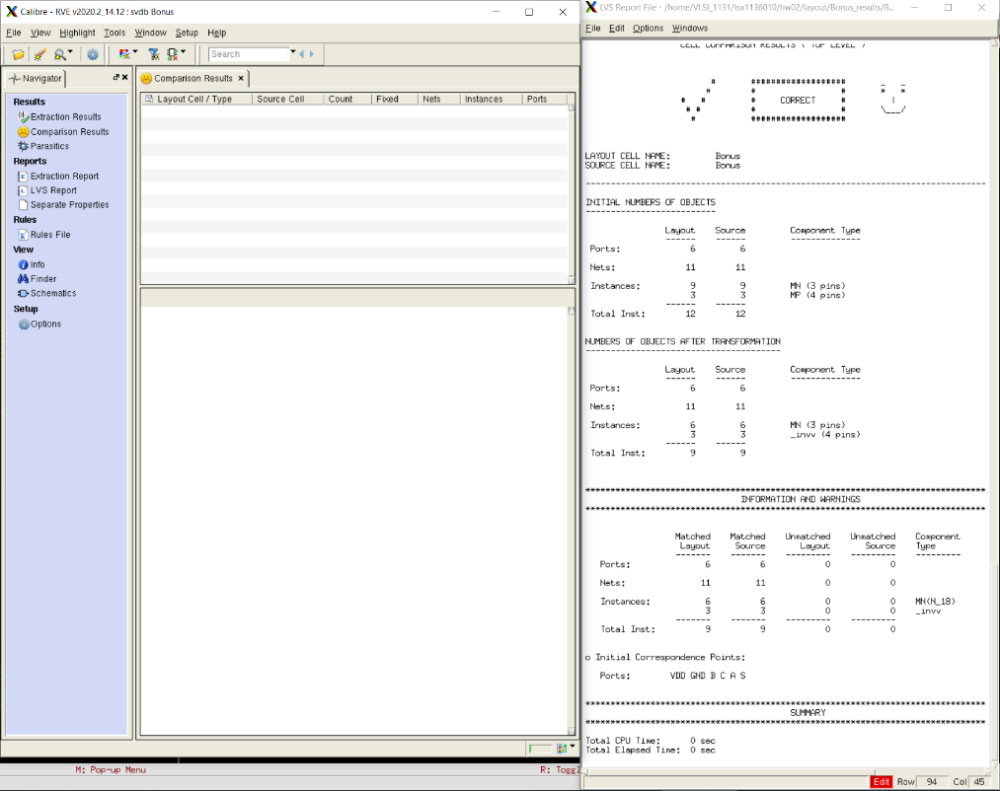 Calibre - RVE v2020.2_14.12 : svdb Bonus
File View Highlight Tools Window Setup Help
Search
Navigator
Results
Extraction Results
Comparison Results
Parasitics
Reports
Extraction Report
LVS Report
Separate Properties
Rules
Rules File
View
Info
Finder
Schematics
Setup
Options
Comparison Results
Layout Cell / Type Source Cell Count Fixed Nets Instances Ports
M: Pop-up Menu
R: Toggl
LVS Report File - /home/VLSI_1131/tsx1136010/hw02/layout/Bonus_results/B...
File Edit Options Windows
CELL COMPARISON RESULTS ( TOP LEVEL )
# ################### _ _
# # # * *
# # # CORRECT # |
# # # # \___/
# ###################
LAYOUT CELL NAME: Bonus
SOURCE CELL NAME: Bonus
--------------------------------------------------------------------------------
INITIAL NUMBERS OF OBJECTS
--------------------------
Layout Source Component Type
------ ------ --------------
Ports: 6 6
Nets: 11 11
Instances: 9 9 MN (3 pins)
3 3 MP (4 pins)
------ ------
Total Inst: 12 12
NUMBERS OF OBJECTS AFTER TRANSFORMATION
---------------------------------------
Layout Source Component Type
------ ------ --------------
Ports: 6 6
Nets: 11 11
Instances: 6 6 MN (3 pins)
3 3 _invv (4 pins)
------ ------
Total Inst: 9 9
********************************************************************************
INFORMATION AND WARNINGS
********************************************************************************
Matched Matched Unmatched Unmatched Component
Layout Source Layout Source Type
------- ------- --------- --------- ---------
Ports: 6 6 0 0
Nets: 11 11 0 0
Instances: 6 6 0 0 MN(N_18)
3 3 0 0 _invv
------- ------- --------- ---------
Total Inst: 9 9 0 0
o Initial Correspondence Points:
Ports: VDD GND B C A S
********************************************************************************
SUMMARY
********************************************************************************
Total CPU Time: 0 sec
Total Elapsed Time: 0 sec
Edit Row 94 Col 45